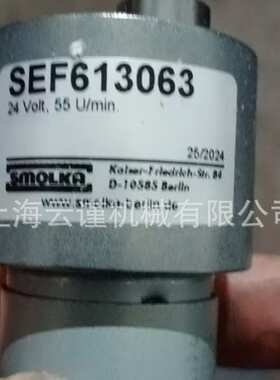 SEF613063
24 Volt, 55 U/min.
25/2024
SMOLKA
Kaiser-Friedrich-Str. 84
D-10585 Berlin
上海云谨机械有限公司
www.smolka-berlin.de